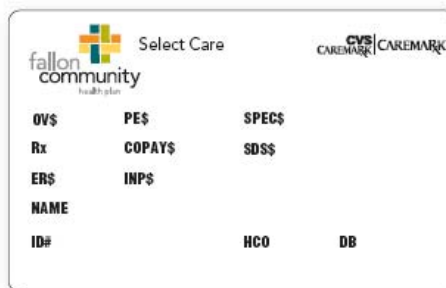 fallon
community
health plan
Select Care
CVS
CAREMARK CAREMARK
OV$ PE$ SPEC$
Rx COPAY$ SDS$
ER$ INP$
NAME
ID# HCO DB